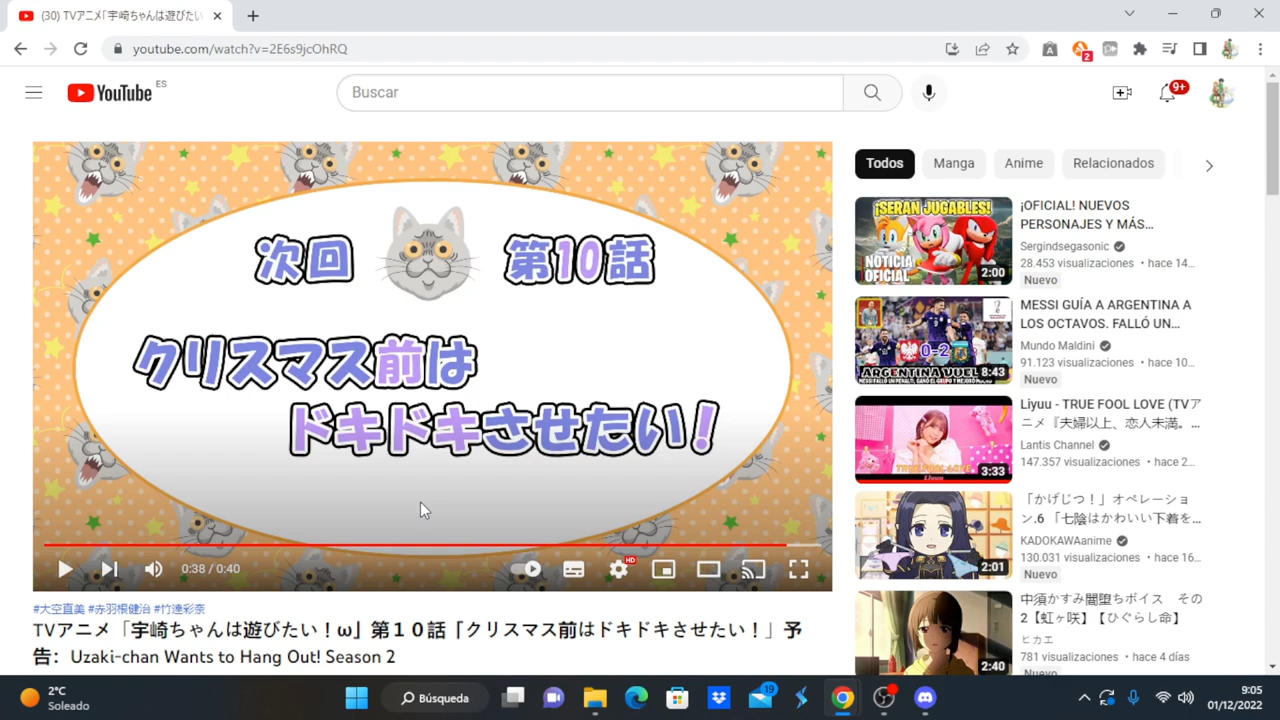 (30) TVアニメ「宇崎ちゃんは遊びたい
youtube.com/watch?v=2E6s9jcOhRQ
2
YouTube ES
Buscar
9+
次回 第10話
クリスマス前は
ドキドキさせたい!
0:38 / 0:40
HD
#大空直美 #赤羽根健治 #竹達彩奈
TVアニメ「宇崎ちゃんは遊びたい！ω」第１０話「クリスマス前はドキドキさせたい！」予
告：Uzaki-chan Wants to Hang Out! Season 2
Todos
Manga
Anime
Relacionados
¡SERAN JUGABLES!
NOTICIA
OFICIAL
2:00
¡OFICIAL! NUEVOS
PERSONAJES Y MÁS...
Sergindsegasonic
28.453 visualizaciones • hace 14...
Nuevo
0-2
8:43
MESSI GUÍA A ARGENTINA A
LOS OCTAVOS. FALLÓ UN...
Mundo Maldini
91.123 visualizaciones • hace 10...
Nuevo
TRUE FOOL LOVE
Liyuu
3:33
Liyuu - TRUE FOOL LOVE (TVア
ニメ『夫婦以上、恋人未満。...
Lantis Channel
147.357 visualizaciones • hace 2...
2:01
「かげじつ！」オペレーショ
ン.6 「七陰はかわいい下着を...
KADOKAWAanime
130.031 visualizaciones • hace 16...
Nuevo
2:40
中須かすみ闇堕ちボイス　その
2【虹ヶ咲】【ひぐらし命】
ヒカエ
781 visualizaciones • hace 4 días
Nuevo
2°C
Soleado
Búsqueda
19
9:05
01/12/2022